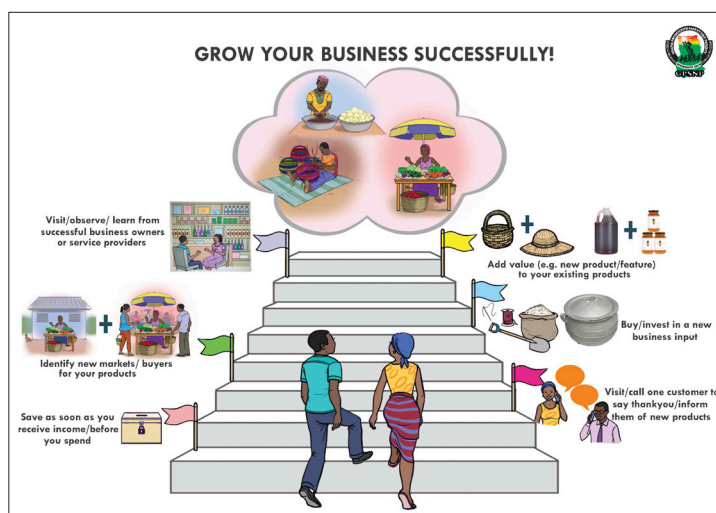 GROW YOUR BUSINESS SUCCESSFULLY!
GPSNP
Visit/observe/ learn from
successful business owners
or service providers
Add value (e.g. new product/feature)
to your existing products
Identify new markets/ buyers
for your products
Buy/invest in a new
business input
Save as soon as you
receive income/before
you spend
Visit/call one customer to
say thankyou/inform
them of new products